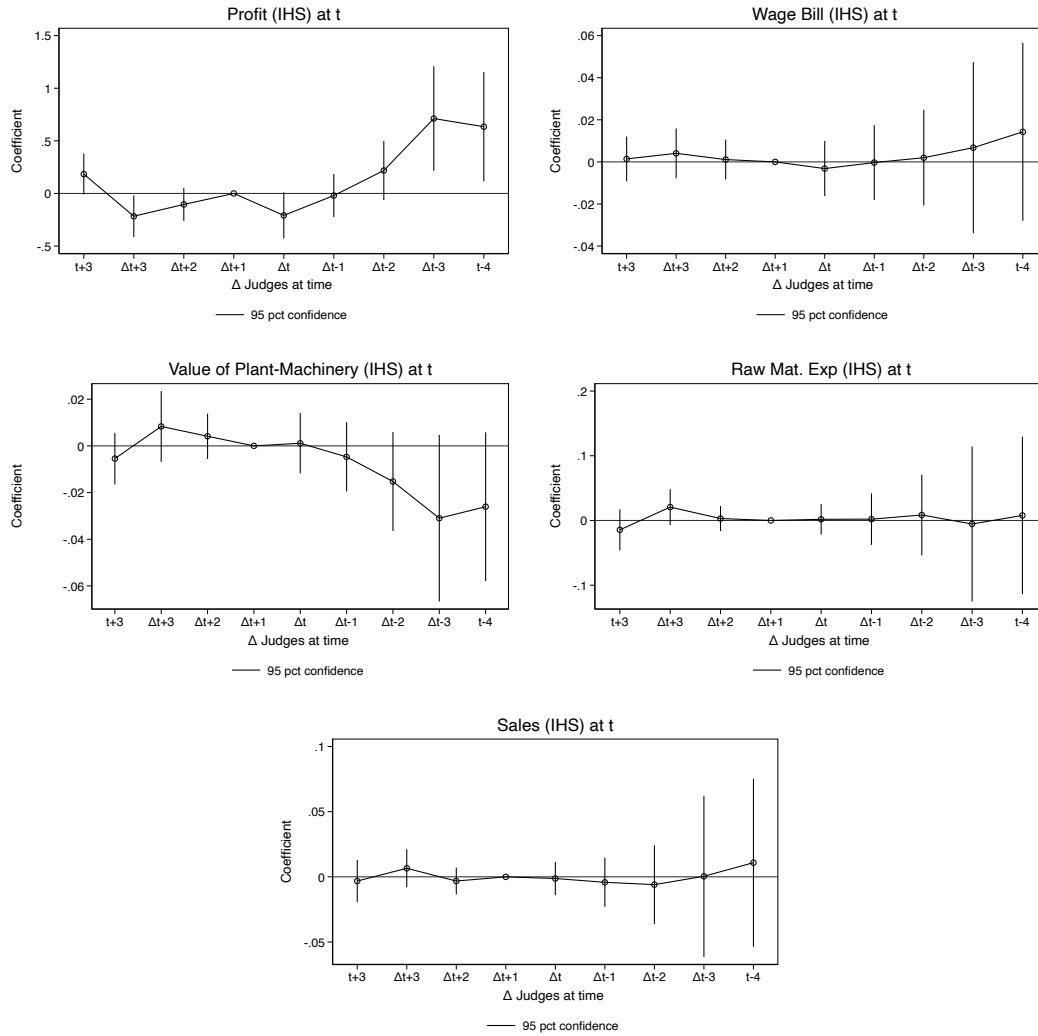 Profit (IHS) at t
1.5
1
.5
0
-.5
Coefficient
t+3 Δt+3 Δt+2 Δt+1 Δt Δt-1 Δt-2 Δt-3 t-4
Δ Judges at time
95 pct confidence
Wage Bill (IHS) at t
.06
.04
.02
0
-.02
-.04
Coefficient
t+3 Δt+3 Δt+2 Δt+1 Δt Δt-1 Δt-2 Δt-3 t-4
Δ Judges at time
95 pct confidence
Value of Plant-Machinery (IHS) at t
.02
0
-.02
-.04
-.06
Coefficient
t+3 Δt+3 Δt+2 Δt+1 Δt Δt-1 Δt-2 Δt-3 t-4
Δ Judges at time
95 pct confidence
Raw Mat. Exp (IHS) at t
.2
.1
0
-.1
Coefficient
t+3 Δt+3 Δt+2 Δt+1 Δt Δt-1 Δt-2 Δt-3 t-4
Δ Judges at time
95 pct confidence
Sales (IHS) at t
.1
.05
0
-.05
Coefficient
t+3 Δt+3 Δt+2 Δt+1 Δt Δt-1 Δt-2 Δt-3 t-4
Δ Judges at time
95 pct confidence